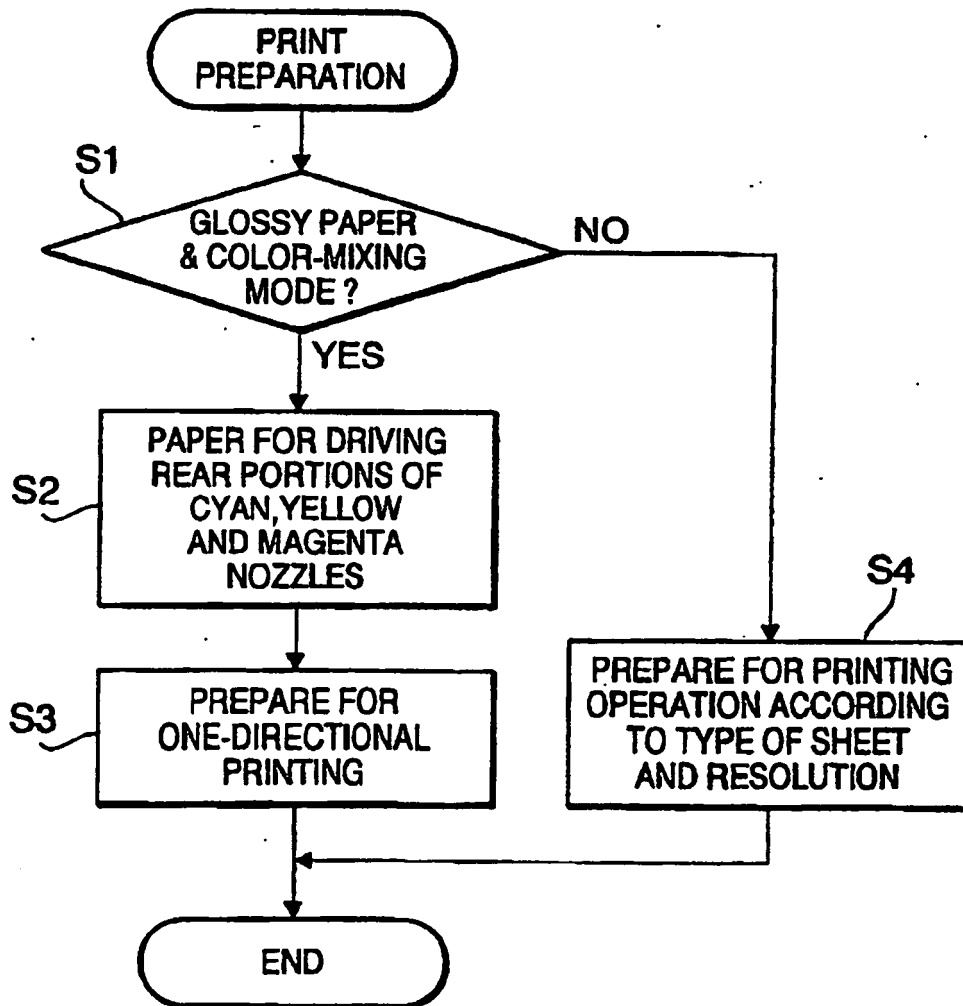 PRINT
PREPARATION
S1
GLOSSY PAPER
& COLOR-MIXING
MODE ?
NO
YES
S2
PAPER FOR DRIVING
REAR PORTIONS OF
CYAN,YELLOW
AND MAGENTA
NOZZLES
S3
PREPARE FOR
ONE-DIRECTIONAL
PRINTING
S4
PREPARE FOR PRINTING
OPERATION ACCORDING
TO TYPE OF SHEET
AND RESOLUTION
END